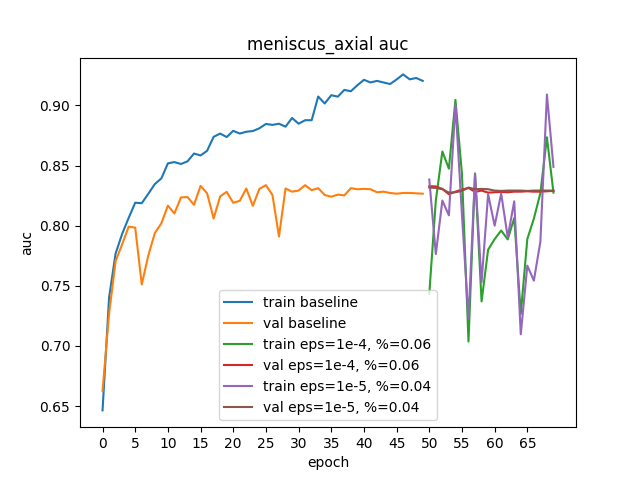 meniscus_axial auc
auc
0.90
0.85
0.80
0.75
0.70
0.65
train baseline
val baseline
train eps=1e-4, %=0.06
val eps=1e-4, %=0.06
train eps=1e-5, %=0.04
val eps=1e-5, %=0.04
0 5 10 15 20 25 30 35 40 45 50 55 60 65
epoch